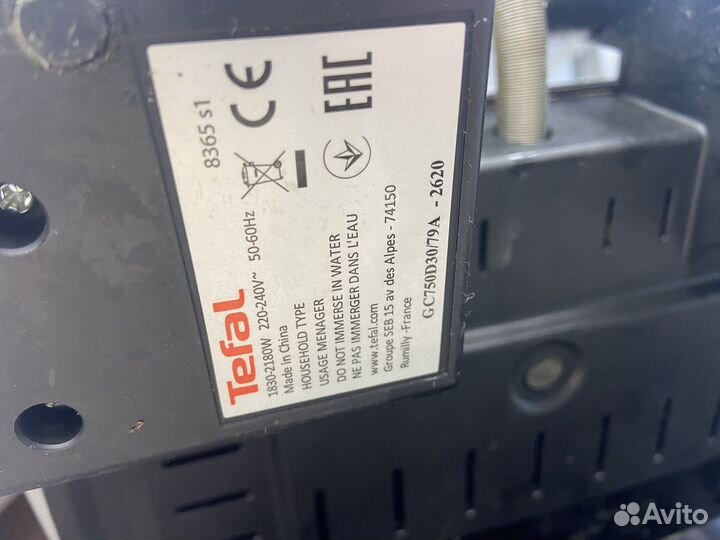 Tefal
8365 s1
1830-2180W 220-240V~ 50-60Hz
Made in China
HOUSEHOLD TYPE
USAGE MENAGER
DO NOT IMMERSE IN WATER
NE PAS IMMERGER DANS L'EAU
www.tefal.com
Groupe SEB 15 av des Alpes - 74150
Rumilly -France
CE
EAC
GC750D30/79A - 2620
Avito